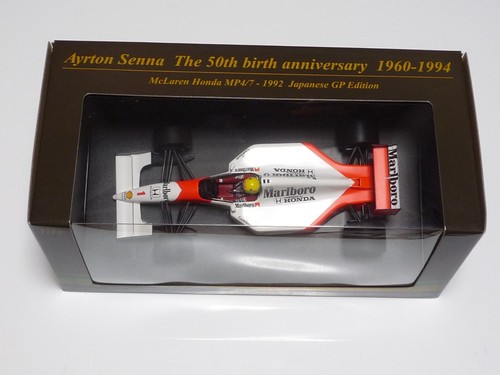 Ayrton Senna The 50th birth anniversary 1960-1994
McLaren Honda MP4/7 - 1992 Japanese GP Edition
HONDA
Marlboro
HONDA
Marlboro
1